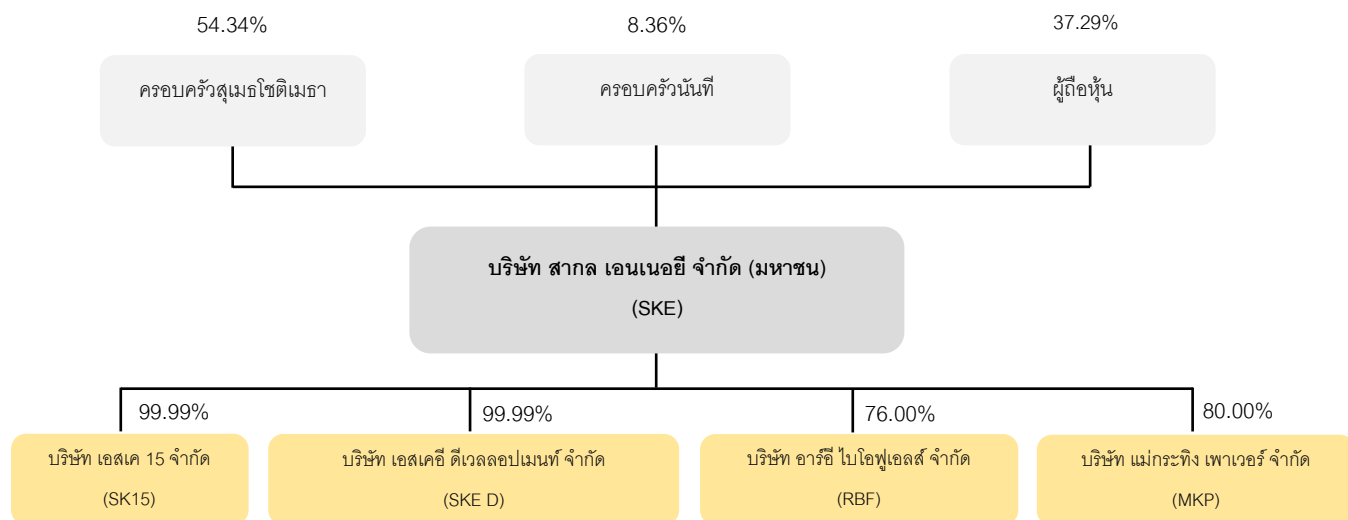 54.34%
8.36%
37.29%
ครอบครัวสุเมธโชติเมธา
ครอบครัวนันที
ผู้ถือหุ้น
บริษัท สากล เอนเนอยี จำกัด (มหาชน)
(SKE)
99.99%
99.99%
76.00%
80.00%
บริษัท เอสเค 15 จำกัด
(SK15)
บริษัท เอสเคอี ดีเวลลอปเมนท์ จำกัด
(SKE D)
บริษัท อาร์อี ไบโอฟูเอลส์ จำกัด
(RBF)
บริษัท แม่กระทิง เพาเวอร์ จำกัด
(MKP)